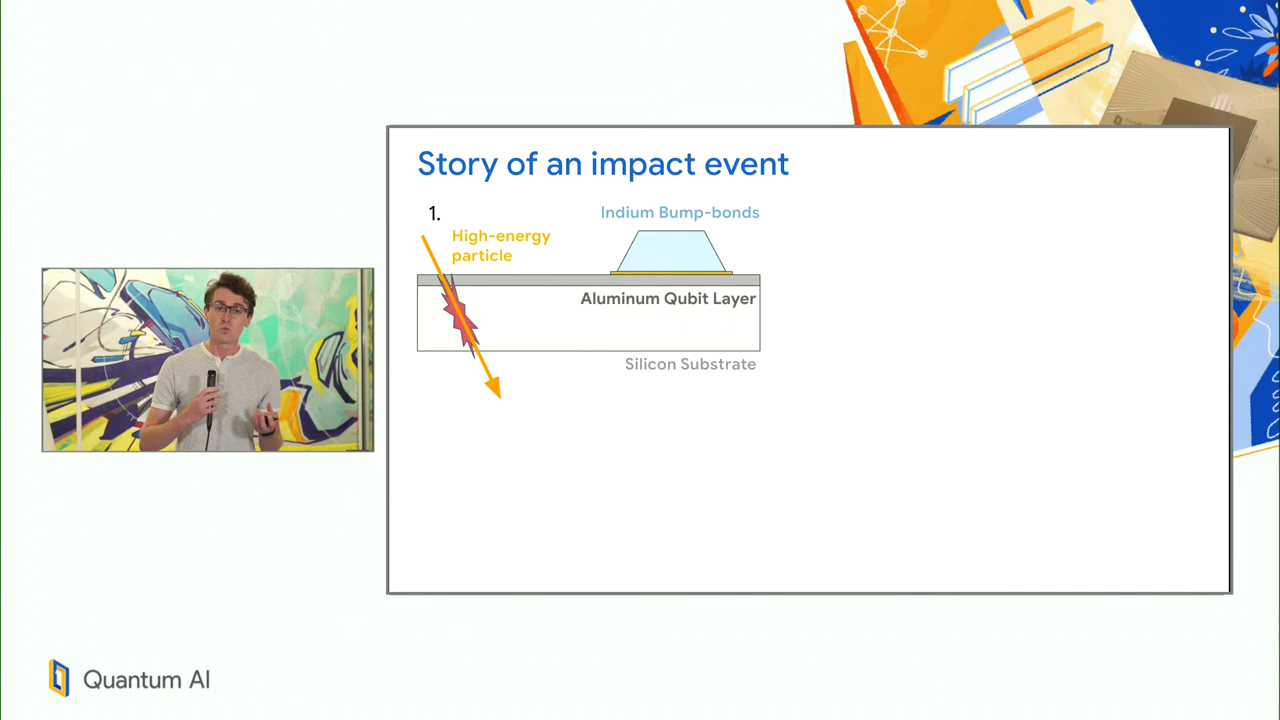 Story of an impact event
1.
Indium Bump-bonds
High-energy
particle
Aluminum Qubit Layer
Silicon Substrate
Quantum AI